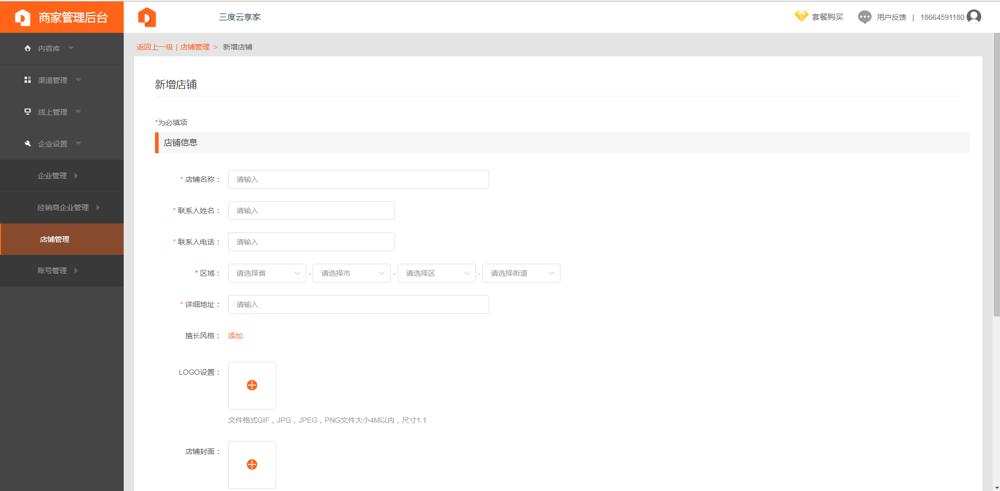 商家管理后台
三度云享家
套餐购买 用户反馈 | 18664591180
内容库
渠道管理
线上管理
企业设置
企业管理
经销商企业管理
店铺管理
账号管理
返回上一级 | 店铺管理 > 新增店铺
新增店铺
*为必填项
店铺信息
* 店铺名称： 请输入
* 联系人姓名： 请输入
* 联系人电话： 请输入
* 区域： 请选择省 - 请选择市 - 请选择区 - 请选择街道
* 详细地址： 请输入
擅长风格： 添加
LOGO设置：
文件格式GIF，JPG，JPEG，PNG文件大小4M以内，尺寸1:1
店铺封面：